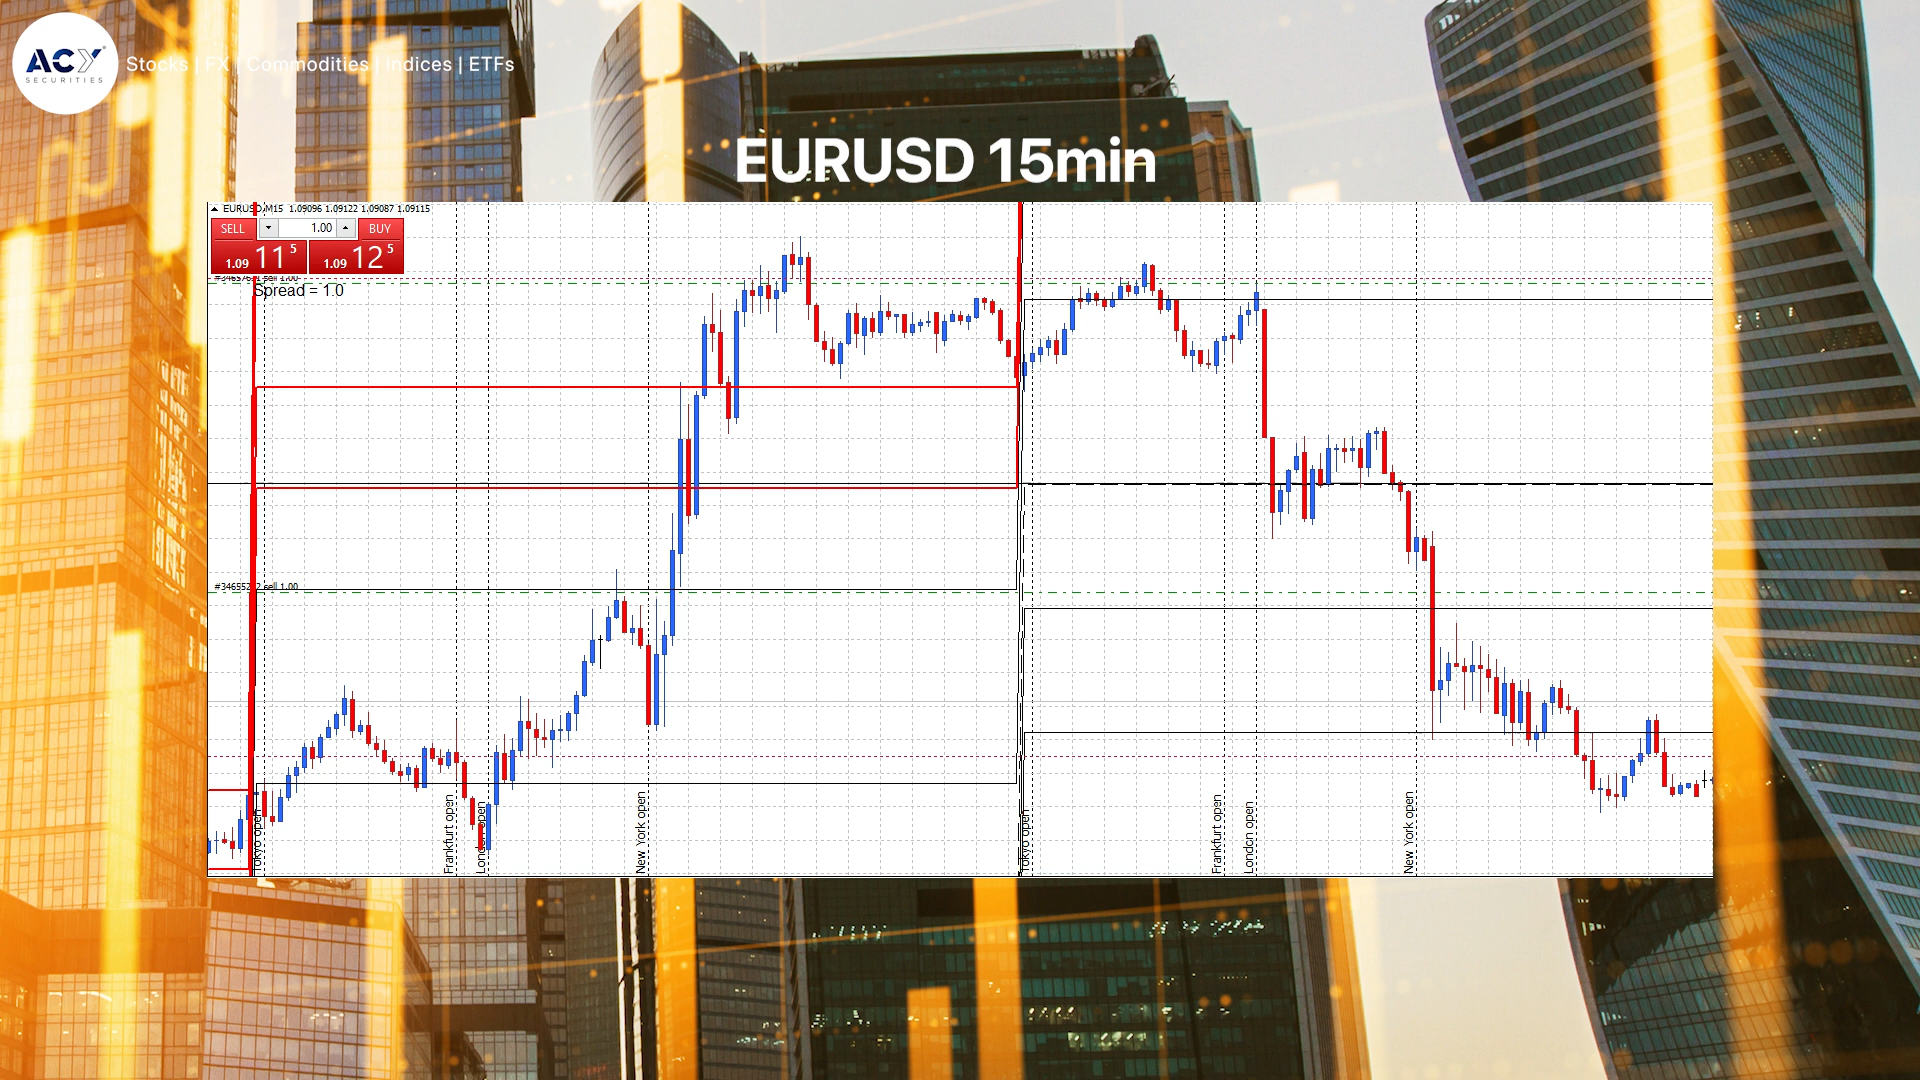 ACY
SECURITIES
Stocks | FX | Commodities | Indices | ETFs
EURUSD 15min
EURUSD,M15 1.09096 1.09122 1.09087 1.09115
SELL 1.00 BUY
1.09 11 5 1.09 12 5
sell 1.00
Spread = 1.0
sell 1.00
Tokyo open
Frankfurt open
London open
New York open
Tokyo open
Frankfurt open
London open
New York open